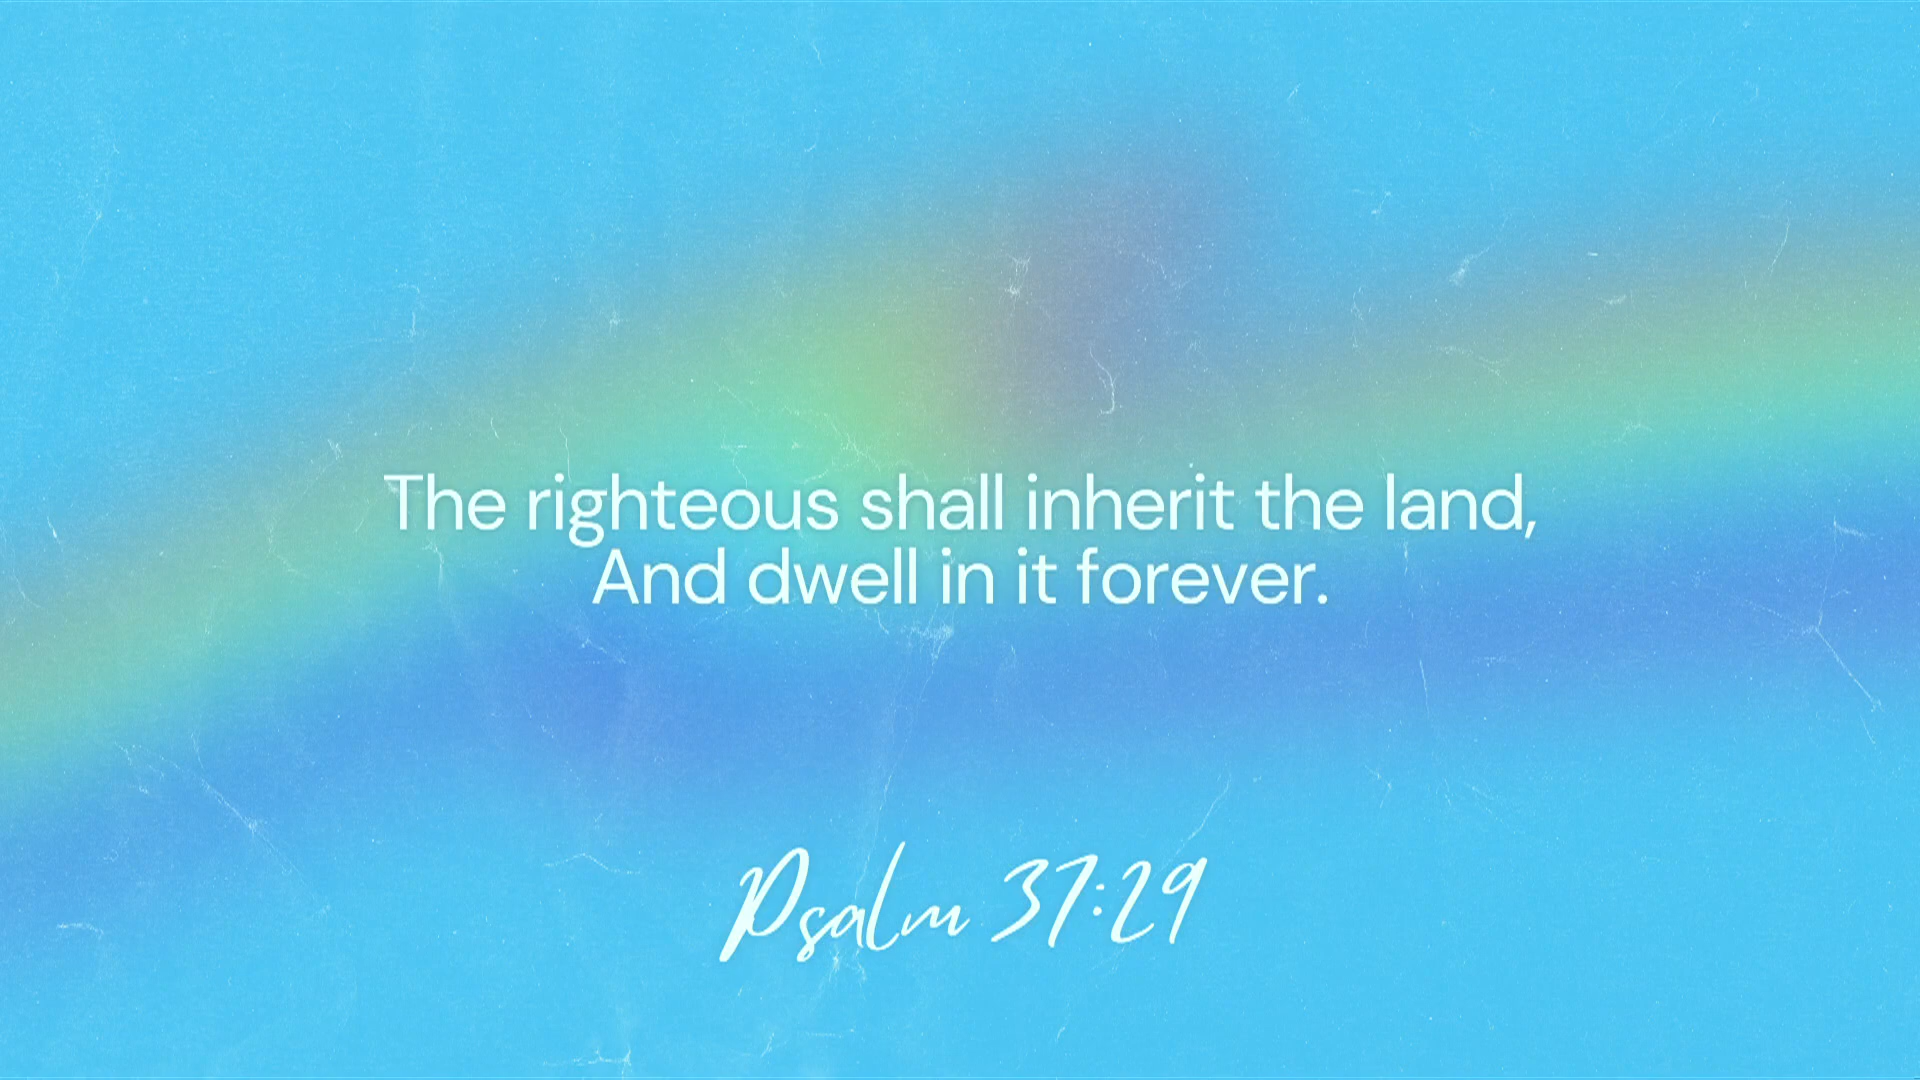 The righteous shall inherit the land,
And dwell in it forever.
Psalm 37:29